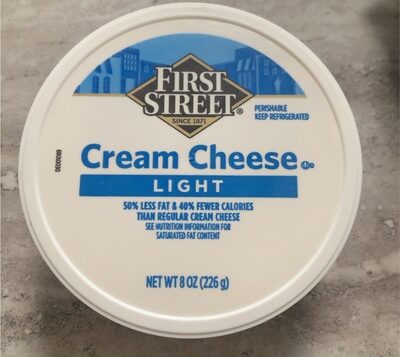 FIRST
STREET®
SINCE 1871
PERISHABLE
KEEP REFRIGERATED
Cream Cheese
LIGHT
50% LESS FAT & 40% FEWER CALORIES
THAN REGULAR CREAM CHEESE
SEE NUTRITION INFORMATION FOR
SATURATED FAT CONTENT
NET WT 8 OZ (226 g)